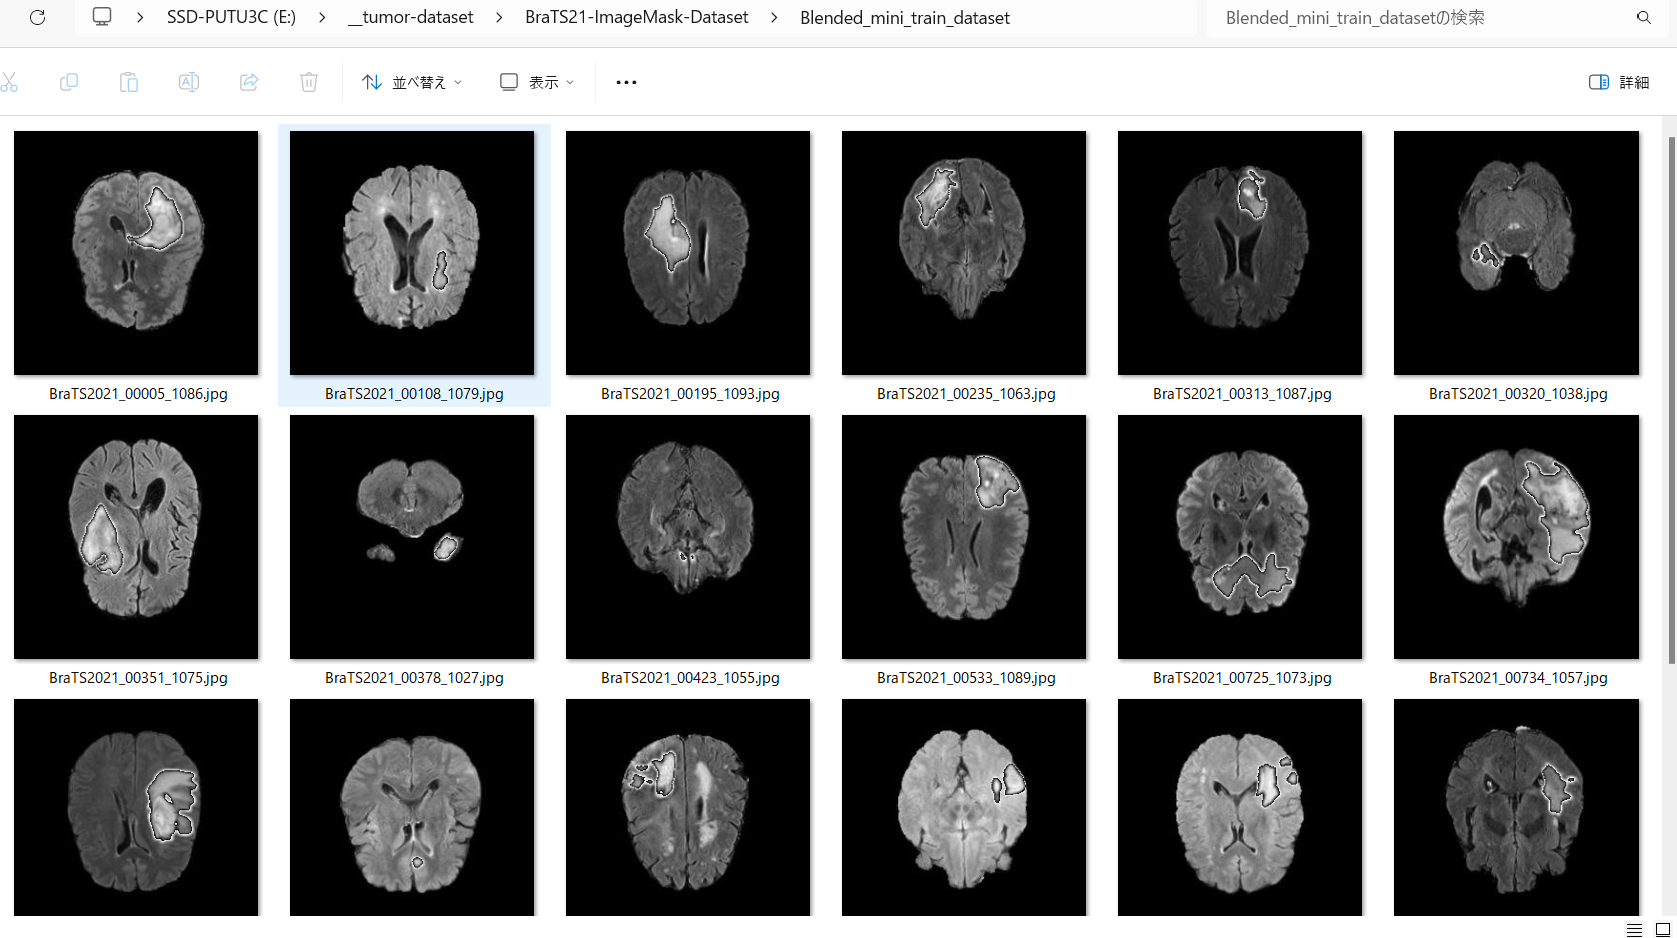 SSD-PUTU3C (E:) > __tumor-dataset > BraTS21-ImageMask-Dataset > Blended_mini_train_dataset
Blended_mini_train_datasetの検索
並べ替え
表示
詳細
BraTS2021_00005_1086.jpg
BraTS2021_00108_1079.jpg
BraTS2021_00195_1093.jpg
BraTS2021_00235_1063.jpg
BraTS2021_00313_1087.jpg
BraTS2021_00320_1038.jpg
BraTS2021_00351_1075.jpg
BraTS2021_00378_1027.jpg
BraTS2021_00423_1055.jpg
BraTS2021_00533_1089.jpg
BraTS2021_00725_1073.jpg
BraTS2021_00734_1057.jpg